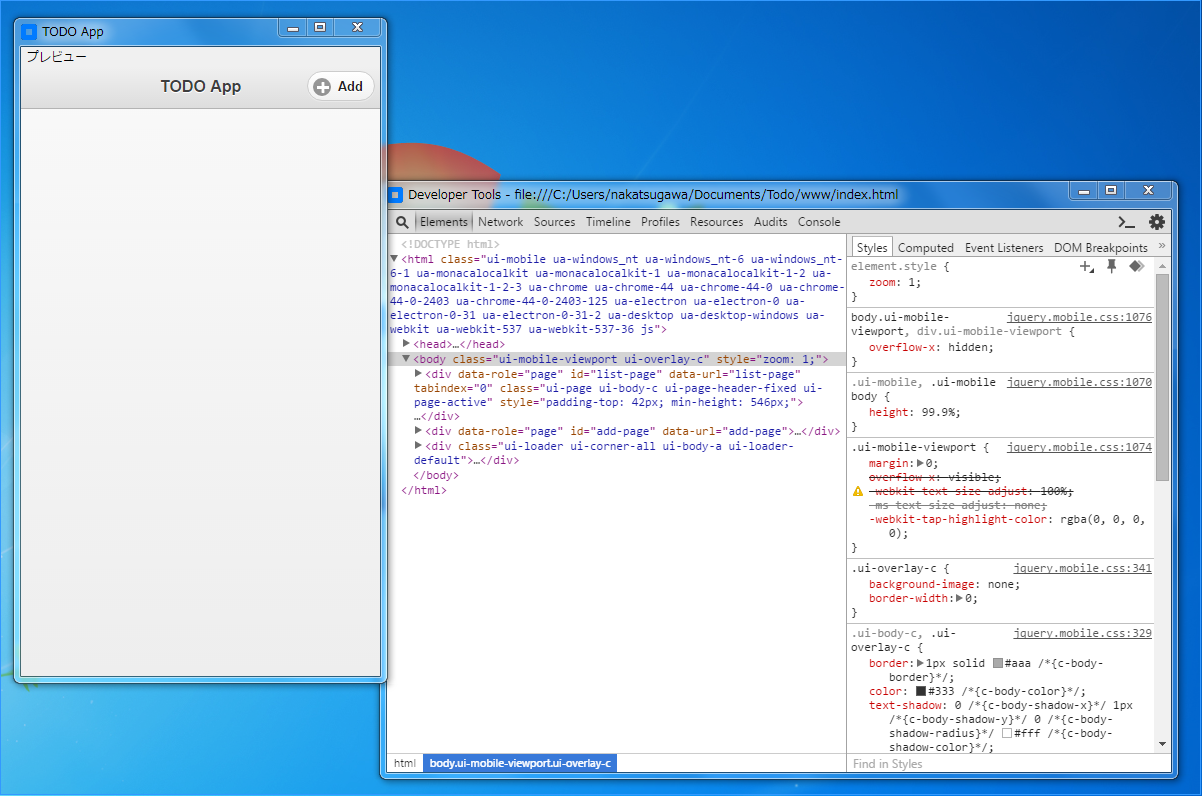 TODO App
プレビュー
TODO App
Add
Developer Tools - file:///C:/Users/nakatsugawa/Documents/Todo/www/index.html
Elements Network Sources Timeline Profiles Resources Audits Console
<!DOCTYPE html>
<html class="ui-mobile ua-windows_nt ua-windows_nt-6 ua-windows_nt-
6-1 ua-monacalocalkit ua-monacalocalkit-1 ua-monacalocalkit-1-2 ua-
monacalocalkit-1-2-3 ua-chrome ua-chrome-44 ua-chrome-44-0 ua-chrome-
44-0-2403 ua-chrome-44-0-2403-125 ua-electron ua-electron-0 ua-
electron-0-31 ua-electron-0-31-2 ua-desktop ua-desktop-windows ua-
webkit ua-webkit-537 ua-webkit-537-36 js">
<head>…</head>
<body class="ui-mobile-viewport ui-overlay-c" style="zoom: 1;">
<div data-role="page" id="list-page" data-url="list-page"
tabindex="0" class="ui-page ui-body-c ui-page-header-fixed ui-
page-active" style="padding-top: 42px; min-height: 546px;">
…</div>
<div data-role="page" id="add-page" data-url="add-page">…</div>
<div class="ui-loader ui-corner-all ui-body-a ui-loader-
default">…</div>
</body>
</html>
html body.ui-mobile-viewport.ui-overlay-c
Styles Computed Event Listeners DOM Breakpoints »
element.style {
zoom: 1;
}
body.ui-mobile- jquery.mobile.css:1076
viewport, div.ui-mobile-viewport {
overflow-x: hidden;
}
.ui-mobile, .ui-mobile jquery.mobile.css:1070
body {
height: 99.9%;
}
.ui-mobile-viewport { jquery.mobile.css:1074
margin: 0;
overflow-x: visible;
-webkit-text-size-adjust: 100%;
-ms-text-size-adjust: none;
-webkit-tap-highlight-color: rgba(0, 0, 0,
0);
}
.ui-overlay-c { jquery.mobile.css:341
background-image: none;
border-width: 0;
}
.ui-body-c, .ui- jquery.mobile.css:329
overlay-c {
border: 1px solid #aaa /*{c-body-
border}*/;
color: #333 /*{c-body-color}*/;
text-shadow: 0 /*{c-body-shadow-x}*/ 1px
/*{c-body-shadow-y}*/ 0 /*{c-body-
shadow-radius}*/ #fff /*{c-body-
shadow-color}*/;
Find in Styles